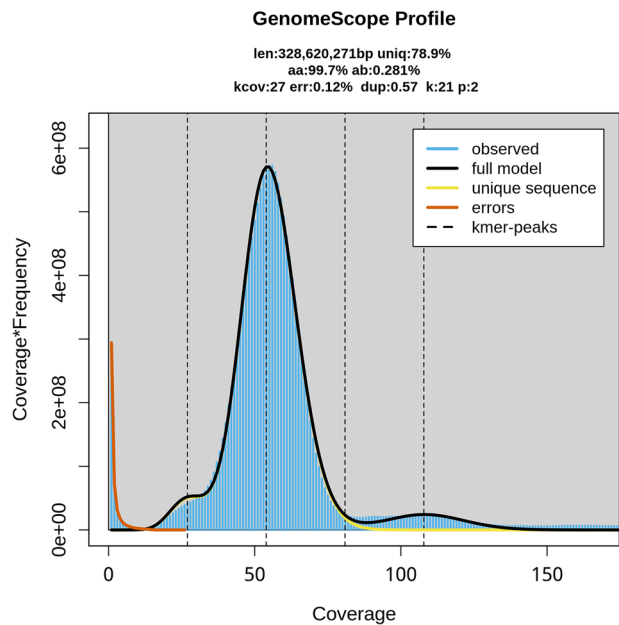 GenomeScope Profile
len:328,620,271bp uniq:78.9%
aa:99.7% ab:0.281%
kcov:27 err:0.12% dup:0.57 k:21 p:2
observed
full model
unique sequence
errors
kmer-peaks
Coverage*Frequency
6e+08
4e+08
2e+08
0e+00
0 50 100 150
Coverage